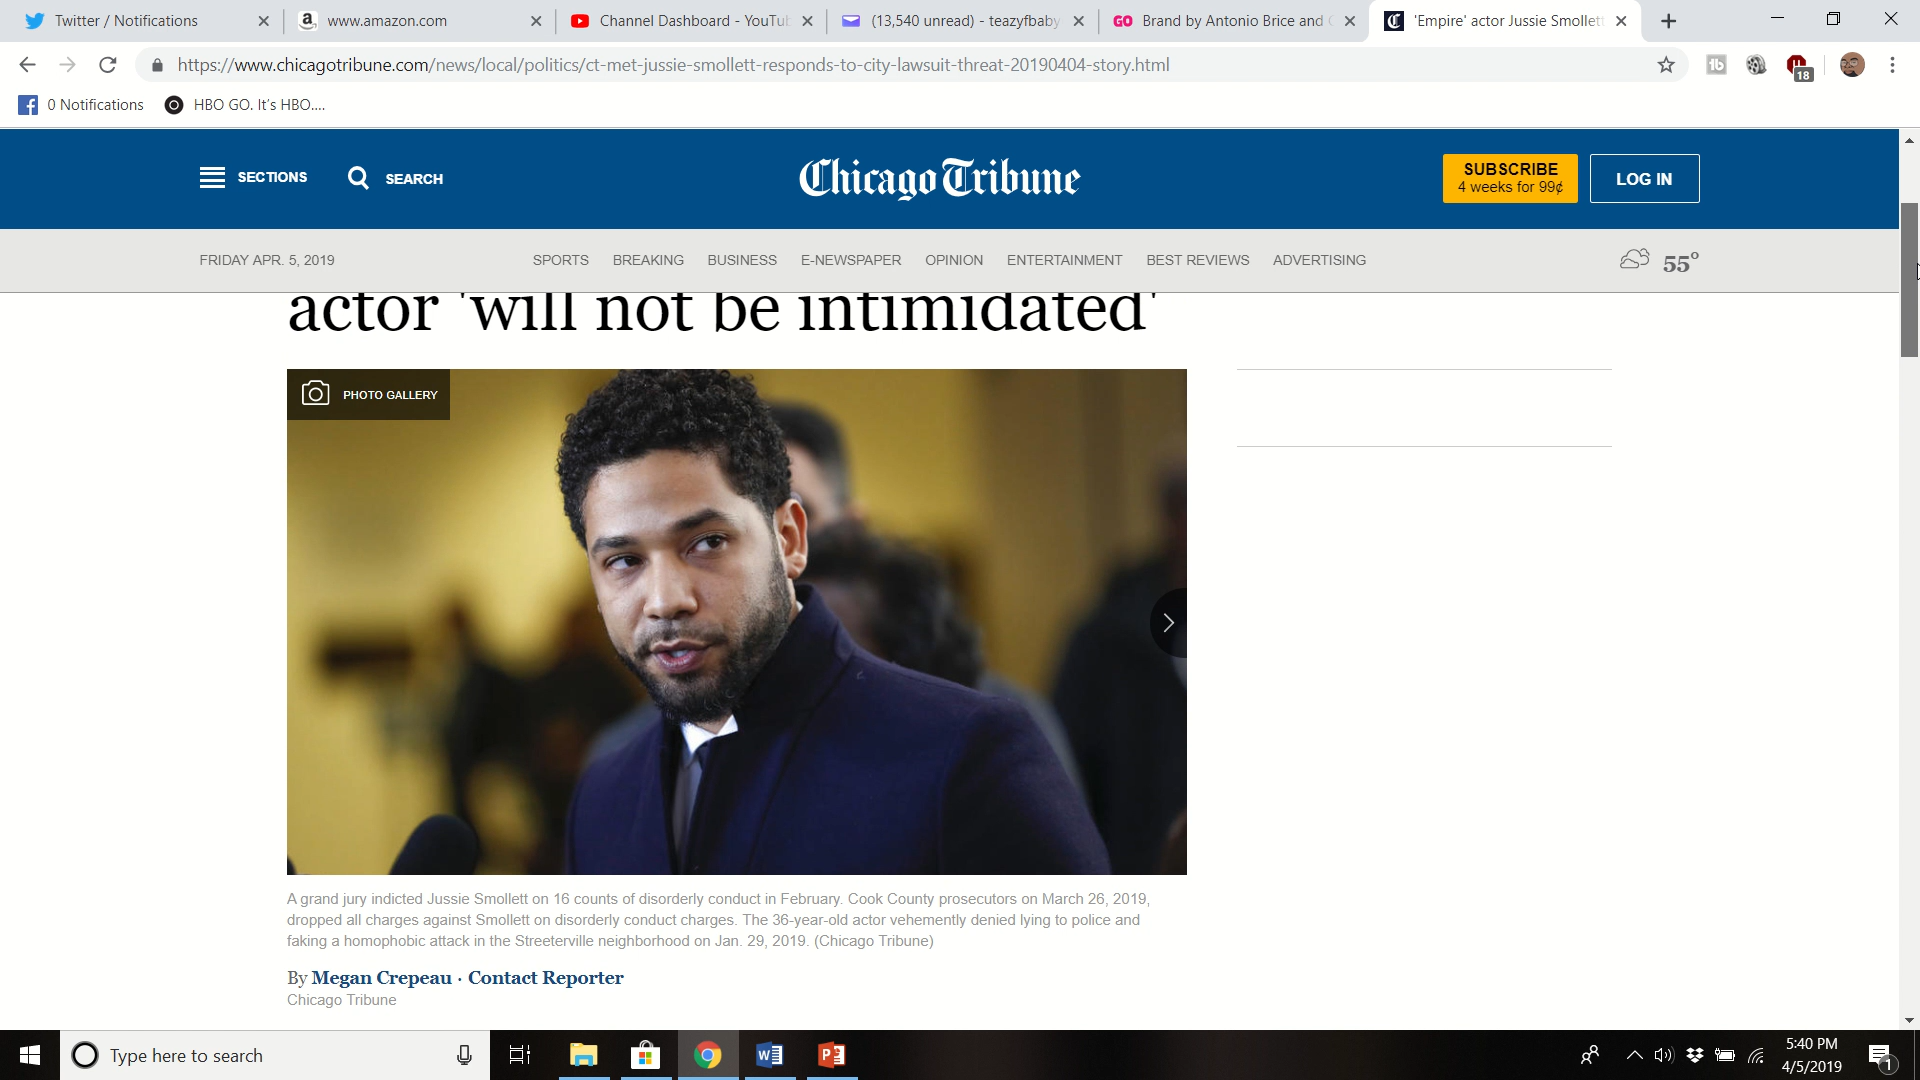 Twitter / Notifications
www.amazon.com
Channel Dashboard - YouTu
(13,540 unread) - teazyfbaby
GO Brand by Antonio Brice and
'Empire' actor Jussie Smollett
https://www.chicagotribune.com/news/local/politics/ct-met-jussie-smollett-responds-to-city-lawsuit-threat-20190404-story.html
tb
18
0 Notifications
HBO GO. It's HBO....
SECTIONS
SEARCH
Chicago Tribune
SUBSCRIBE
4 weeks for 99¢
LOG IN
FRIDAY APR. 5, 2019
SPORTS BREAKING BUSINESS E-NEWSPAPER OPINION ENTERTAINMENT BEST REVIEWS ADVERTISING
55°
actor 'will not be intimidated'
PHOTO GALLERY
A grand jury indicted Jussie Smollett on 16 counts of disorderly conduct in February. Cook County prosecutors on March 26, 2019,
dropped all charges against Smollett on disorderly conduct charges. The 36-year-old actor vehemently denied lying to police and
faking a homophobic attack in the Streeterville neighborhood on Jan. 29, 2019. (Chicago Tribune)
By Megan Crepeau · Contact Reporter
Chicago Tribune
Type here to search
5:40 PM
4/5/2019
1